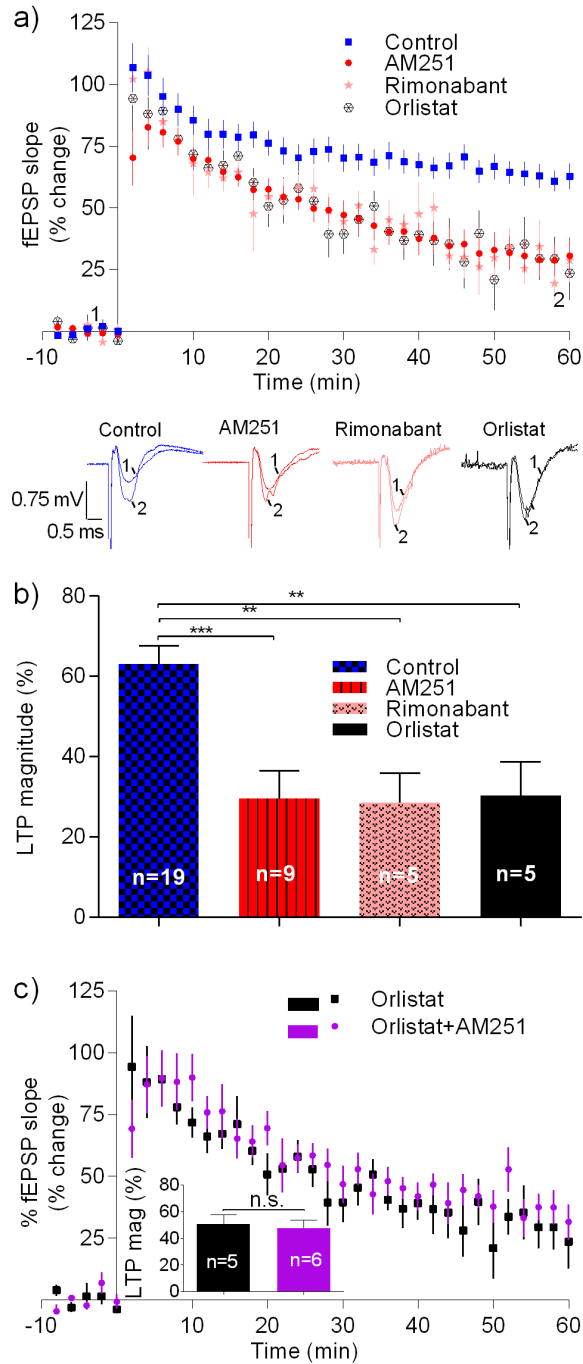 a)
125
100
75
50
25
0
fEPSP slope
(% change)
Control
AM251
Rimonabant
Orlistat
1
2
-10
10
20
30
40
50
60
Time (min)
Control
AM251
Rimonabant
Orlistat
1
2
1
2
1
2
1
2
0.75 mV
0.5 ms
b)
80
60
40
20
0
LTP magnitude (%)
**
**
***
Control
AM251
Rimonabant
Orlistat
n=19
n=9
n=5
n=5
c)
125
100
75
50
25
% fEPSP slope
(% change)
Orlistat
Orlistat+AM251
LTP mag (%)
80
60
40
20
0
n.s.
n=5
n=6
-10
0
10
20
30
40
50
60
Time (min)